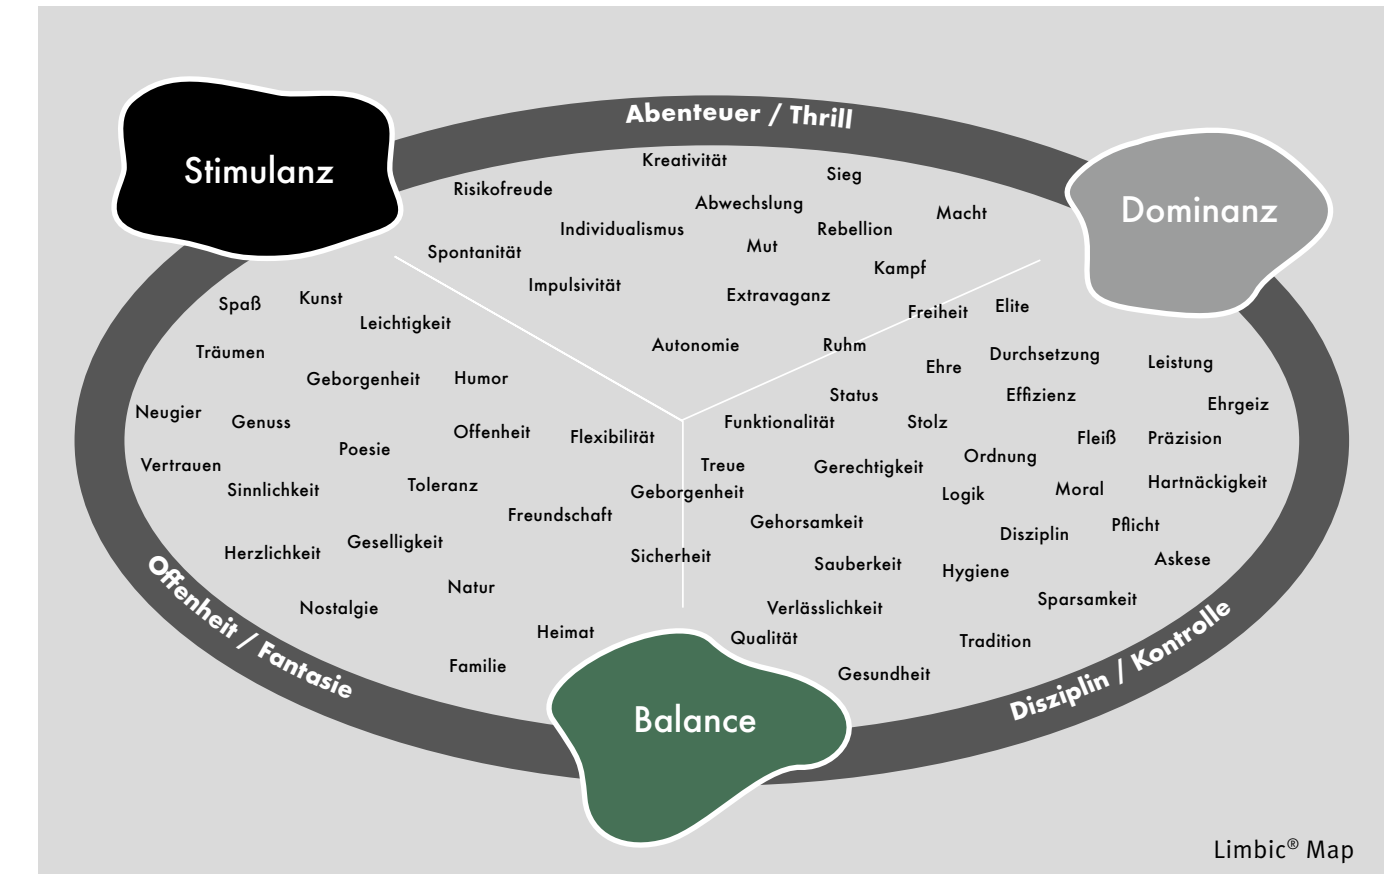 Abenteuer / Thrill
Stimulanz
Dominanz
Kreativität
Sieg
Risikofreude
Abwechslung
Macht
Individualismus
Rebellion
Mut
Spontanität
Kampf
Impulsivität
Extravaganz
Spaß
Kunst
Freiheit
Elite
Leichtigkeit
Autonomie
Ruhm
Träumen
Durchsetzung
Leistung
Ehre
Geborgenheit
Humor
Status
Effizienz
Ehrgeiz
Neugier
Genuss
Funktionalität
Stolz
Offenheit
Flexibilität
Fleiß
Präzision
Poesie
Ordnung
Vertrauen
Treue
Gerechtigkeit
Sinnlichkeit
Toleranz
Geborgenheit
Logik
Moral
Hartnäckigkeit
Freundschaft
Gehorsamkeit
Pflicht
Disziplin
Herzlichkeit
Geselligkeit
Sicherheit
Sauberkeit
Askese
Hygiene
Natur
Sparsamkeit
Nostalgie
Verlässlichkeit
Heimat
Qualität
Tradition
Familie
Gesundheit
Offenheit / Fantasie
Disziplin / Kontrolle
Balance
Limbic® Map